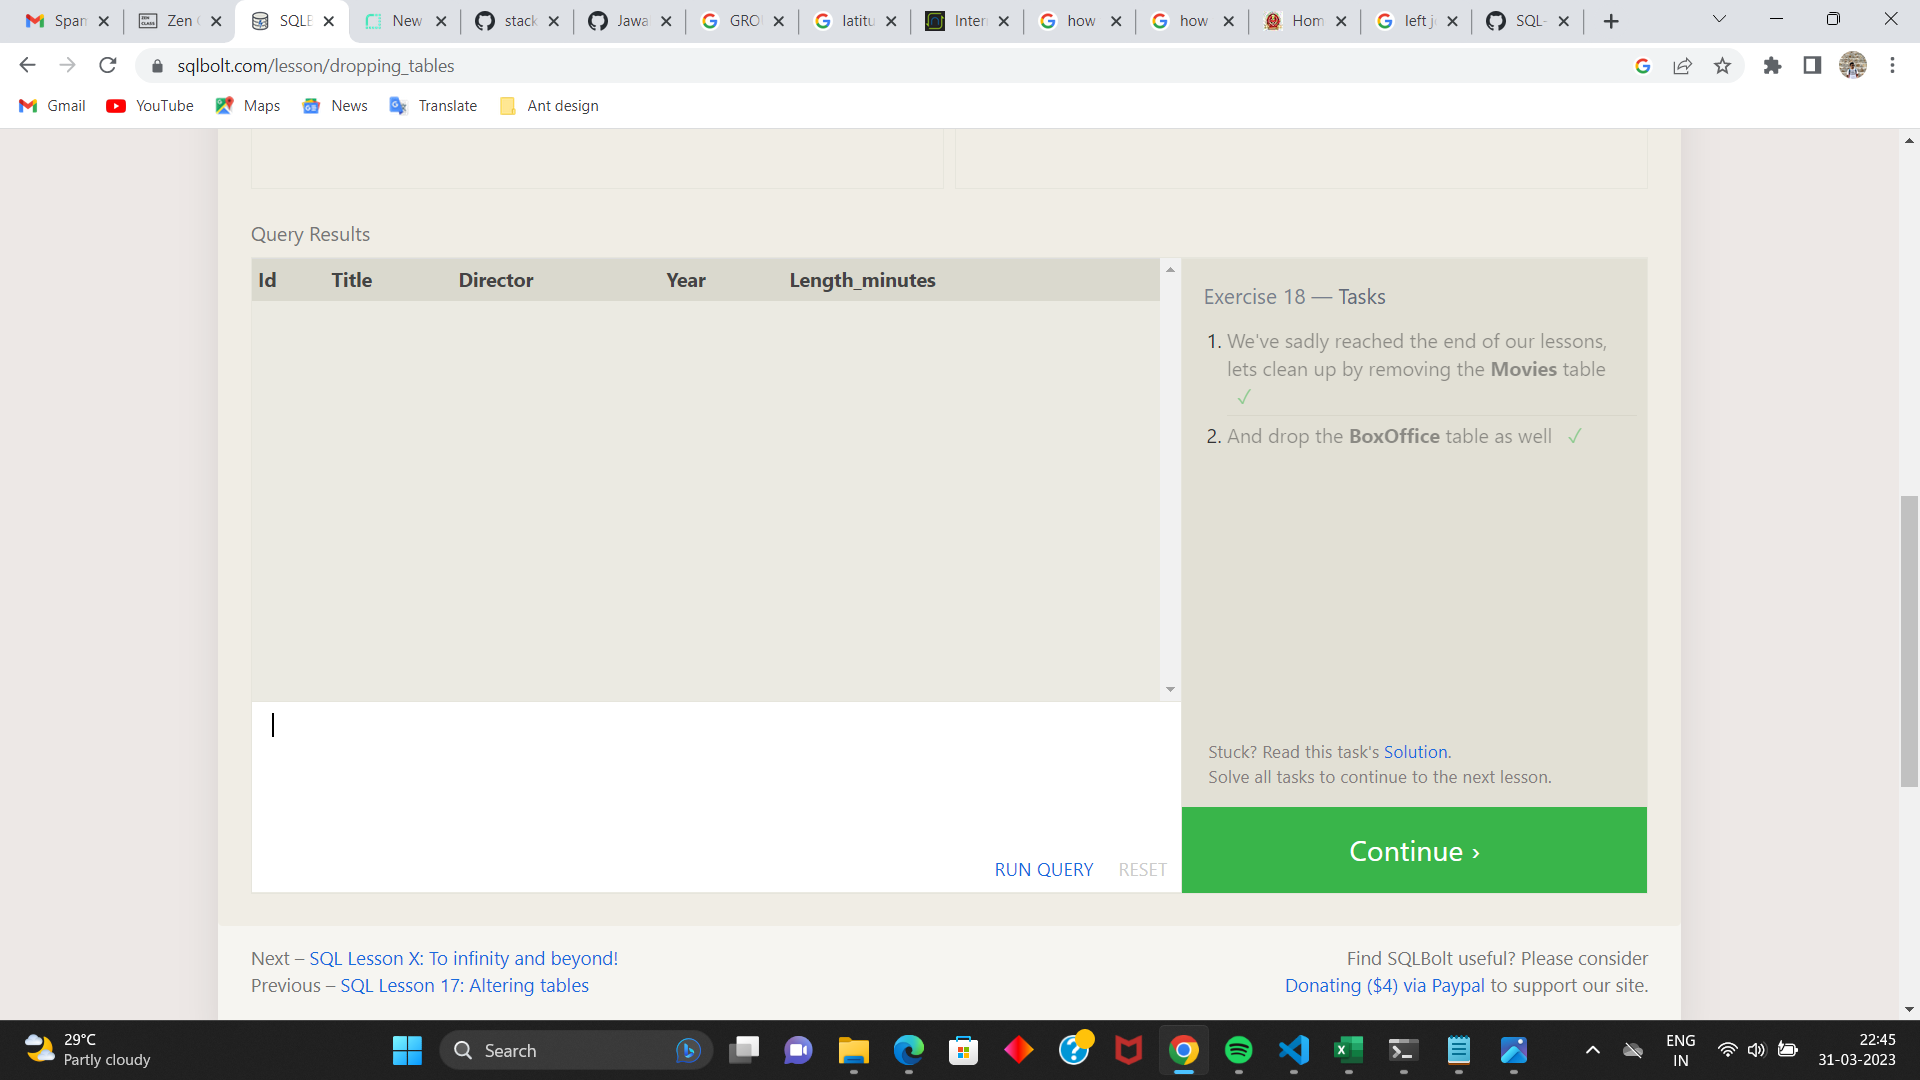 Spam
Zen
SQLB
New
stack
Jawa
GRO
latitu
Inter
how
how
Hom
left j
SQL-
sqlbolt.com/lesson/dropping_tables
Gmail
YouTube
Maps
News
Translate
Ant design
Query Results
Id Title Director Year Length_minutes
Exercise 18 — Tasks
1. We've sadly reached the end of our lessons,
lets clean up by removing the Movies table
✓
2. And drop the BoxOffice table as well ✓
Stuck? Read this task's Solution.
Solve all tasks to continue to the next lesson.
RUN QUERY RESET
Continue ›
Next – SQL Lesson X: To infinity and beyond!
Previous – SQL Lesson 17: Altering tables
Find SQLBolt useful? Please consider
Donating ($4) via Paypal to support our site.
29°C
Partly cloudy
Search
ENG
IN
22:45
31-03-2023